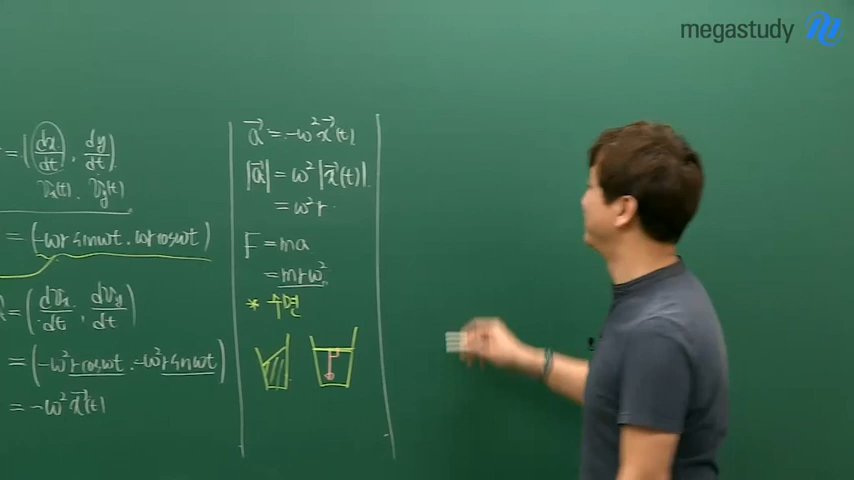 megastudy
= (dx/dt, dy/dt)
Vx(t), Vy(t)
= (-ωr sinωt, ωr cosωt)
= (dVx/dt, dVy/dt)
= (-ω²r cosωt, -ω²r sinωt)
= -ω² x⃗(t)
a⃗ = -ω² x⃗(t)
|a⃗| = ω² |x⃗(t)|
= ω² r
F = ma
= mrω²
* 수면